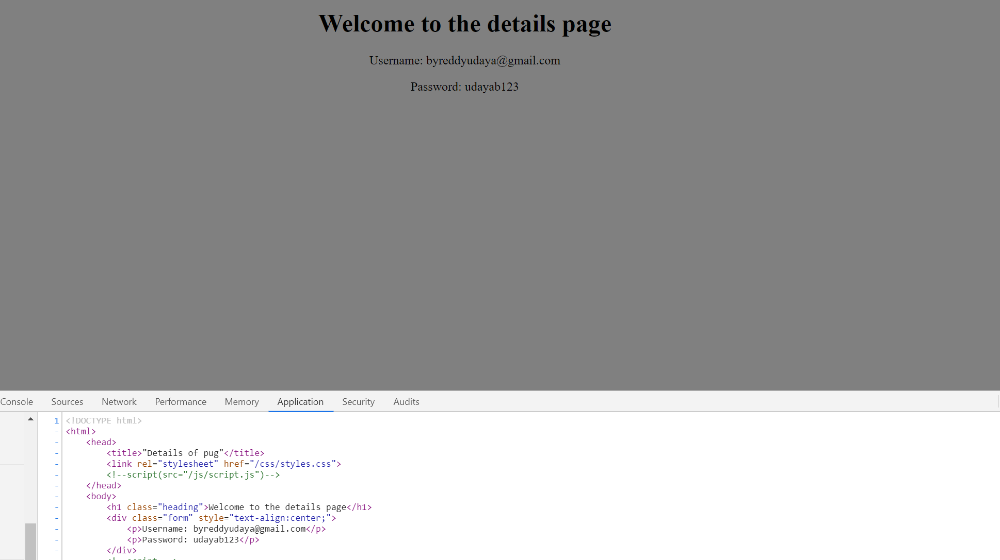 Welcome to the details page
Username: byreddyudaya@gmail.com
Password: udayab123
Console Sources Network Performance Memory Application Security Audits
1 <!DOCTYPE html>
- <html>
- <head>
- <title>"Details of pug"</title>
- <link rel="stylesheet" href="/css/styles.css">
- <!--script(src="/js/script.js")-->
- </head>
- <body>
- <h1 class="heading">Welcome to the details page</h1>
- <div class="form" style="text-align:center;">
- <p>Username: byreddyudaya@gmail.com</p>
- <p>Password: udayab123</p>
- </div>